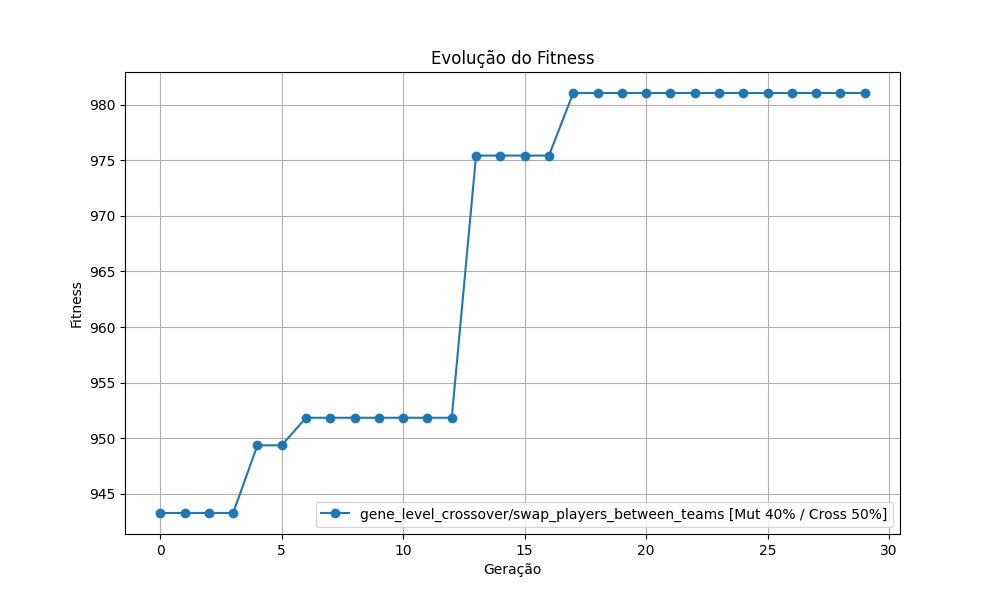 Evolução do Fitness
Fitness
980
975
970
965
960
955
950
945
gene_level_crossover/swap_players_between_teams [Mut 40% / Cross 50%]
0 5 10 15 20 25 30
Geração